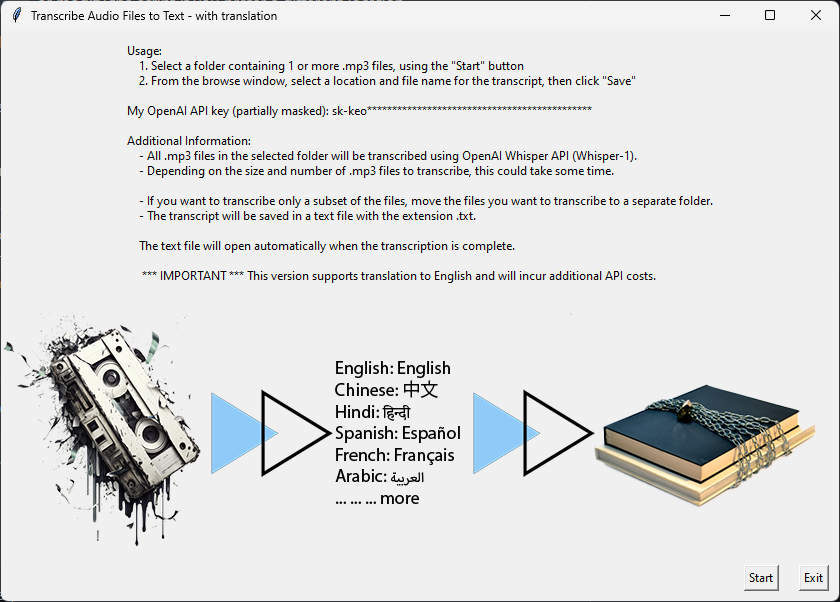 Transcribe Audio Files to Text - with translation
Usage:
1. Select a folder containing 1 or more .mp3 files, using the "Start" button
2. From the browse window, select a location and file name for the transcript, then click "Save"
My OpenAI API key (partially masked): sk-keo*********************************************
Additional Information:
- All .mp3 files in the selected folder will be transcribed using OpenAI Whisper API (Whisper-1).
- Depending on the size and number of .mp3 files to transcribe, this could take some time.
- If you want to transcribe only a subset of the files, move the files you want to transcribe to a separate folder.
- The transcript will be saved in a text file with the extension .txt.
The text file will open automatically when the transcription is complete.
*** IMPORTANT *** This version supports translation to English and will incur additional API costs.
English: English
Chinese: 中文
Hindi: हिन्दी
Spanish: Español
French: Français
Arabic: العربية
... ... ... more
Start Exit